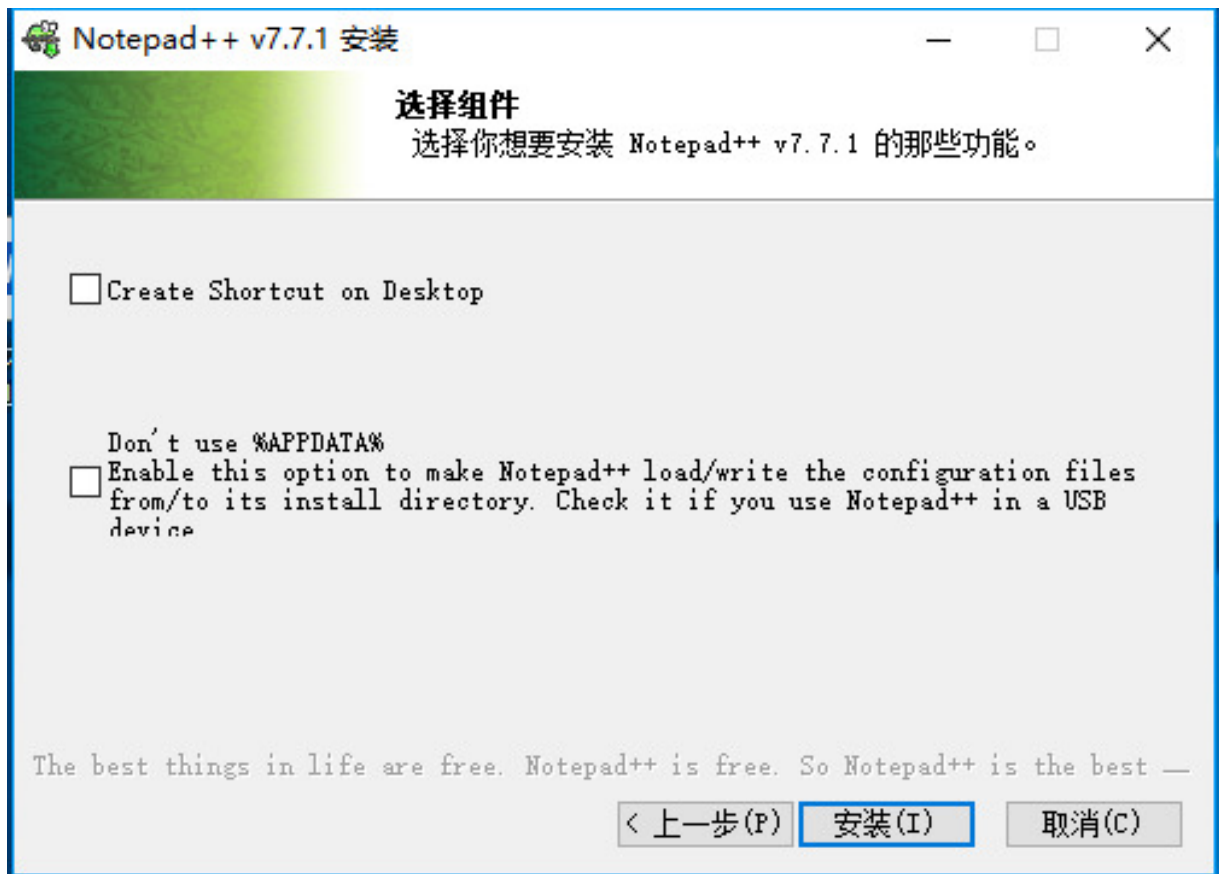 Notepad++ v7.7.1 安装
选择组件
选择你想要安装 Notepad++ v7.7.1 的那些功能。
Create Shortcut on Desktop
Don't use %APPDATA%
Enable this option to make Notepad++ load/write the configuration files
from/to its install directory. Check it if you use Notepad++ in a USB
device
The best things in life are free. Notepad++ is free. So Notepad++ is the best
< 上一步(P)
安装(I)
取消(C)